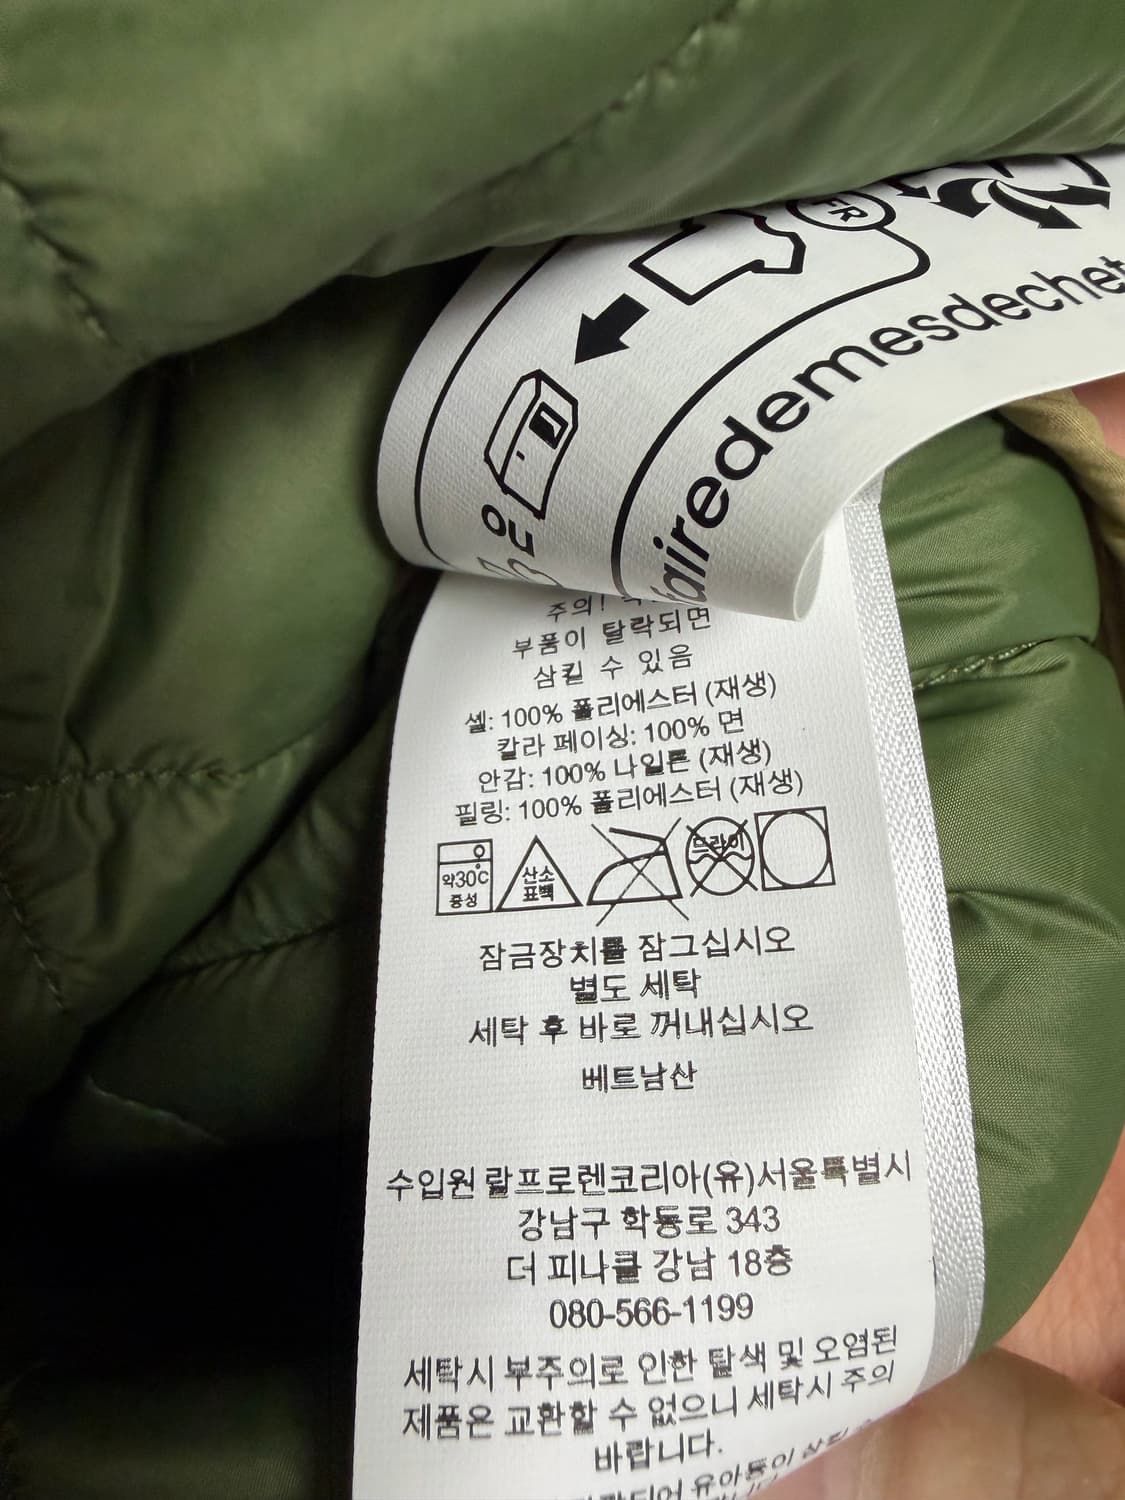 FR
airedemesdechet
주의!
부품이 탈락되면
삼킬 수 있음
셸: 100% 폴리에스터 (재생)
칼라 페이싱: 100% 면
안감: 100% 나일론 (재생)
필링: 100% 폴리에스터 (재생)
약30℃
중성
산소
표백
드라이
잠금장치를 잠그십시오
별도 세탁
세탁 후 바로 꺼내십시오
베트남산
수입원 랄프로렌코리아(유)서울특별시
강남구 학동로 343
더 피나클 강남 18층
080-566-1199
세탁시 부주의로 인한 탈색 및 오염된
제품은 교환할 수 없으니 세탁시 주의
바랍니다.
유아동이 삼킬